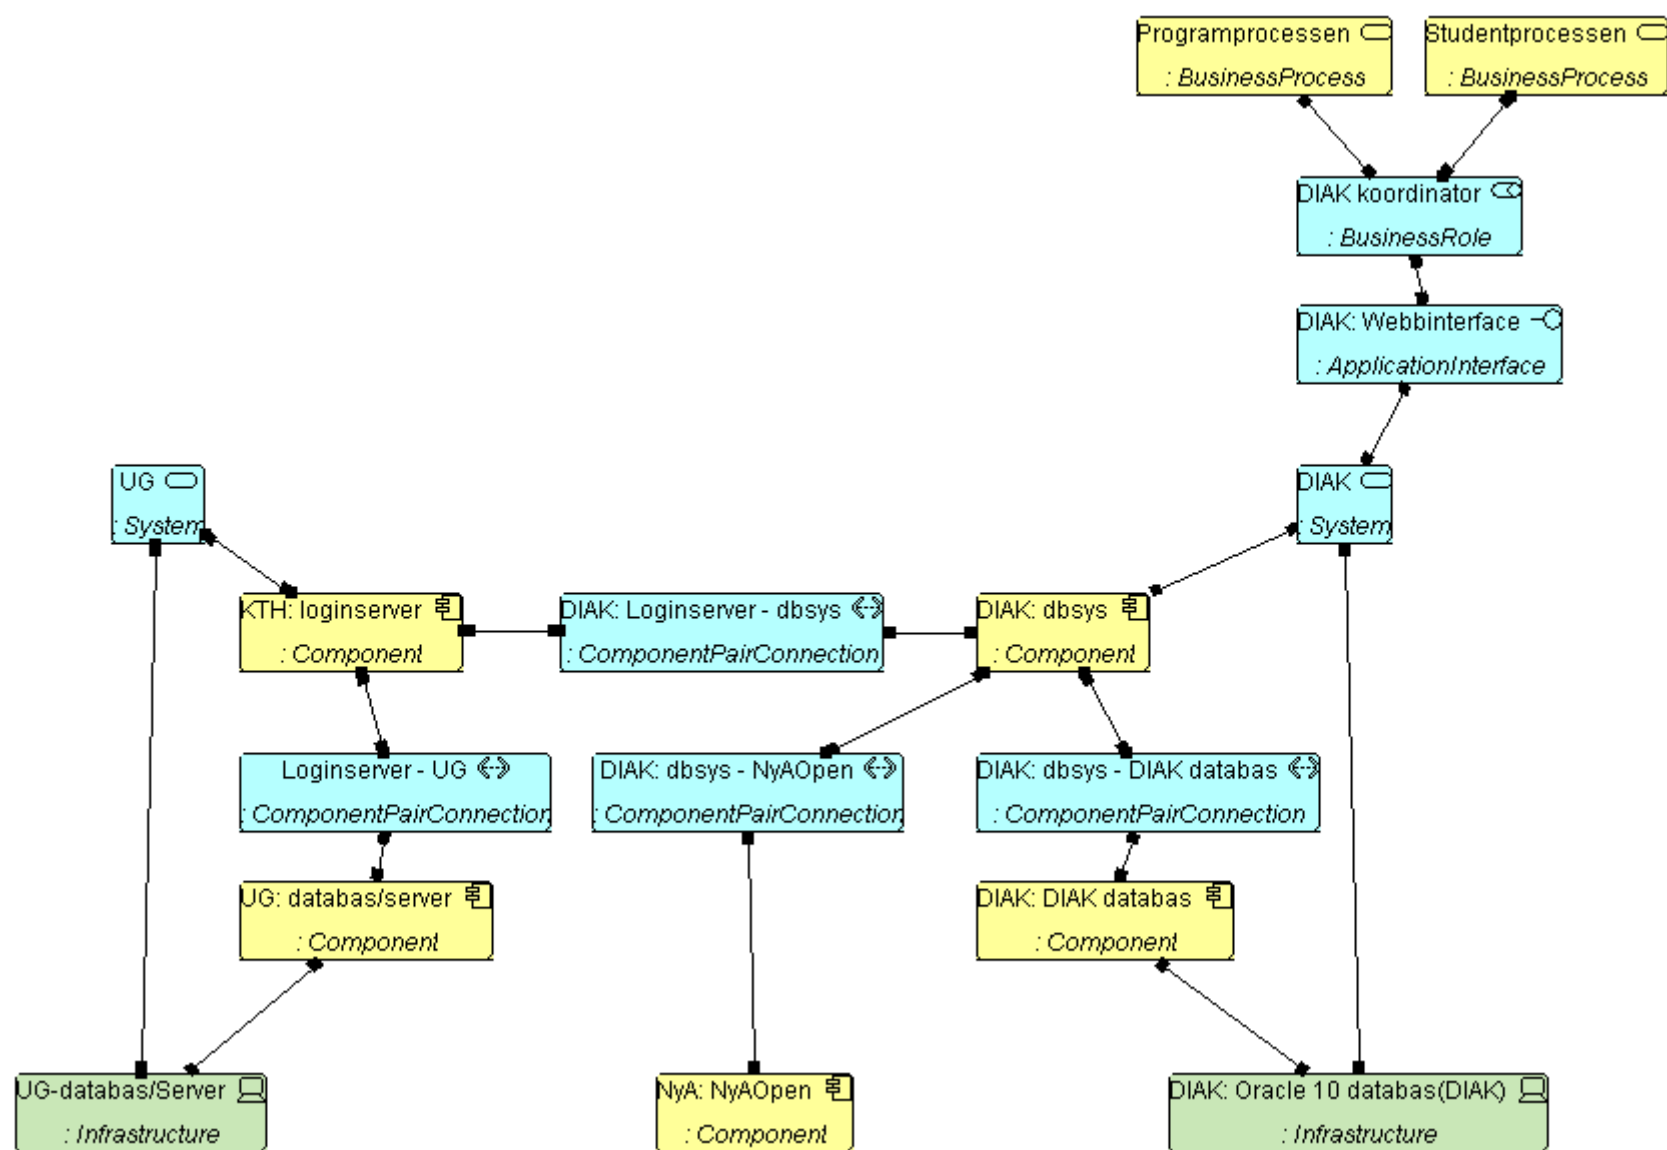 Programprocessen
: BusinessProcess
Studentprocessen
: BusinessProcess
DIAK koordinator
: BusinessRole
DIAK: Webbinterface
: ApplicationInterface
UG
: System
DIAK
: System
KTH: loginserver
: Component
DIAK: Loginserver - dbsys
: ComponentPairConnection
DIAK: dbsys
: Component
Loginserver - UG
: ComponentPairConnection
DIAK: dbsys - NyAOpen
: ComponentPairConnection
DIAK: dbsys - DIAK databas
: ComponentPairConnection
UG: databas/server
: Component
DIAK: DIAK databas
: Component
UG-databas/Server
: Infrastructure
NyA: NyAOpen
: Component
DIAK: Oracle 10 databas(DIAK)
: Infrastructure